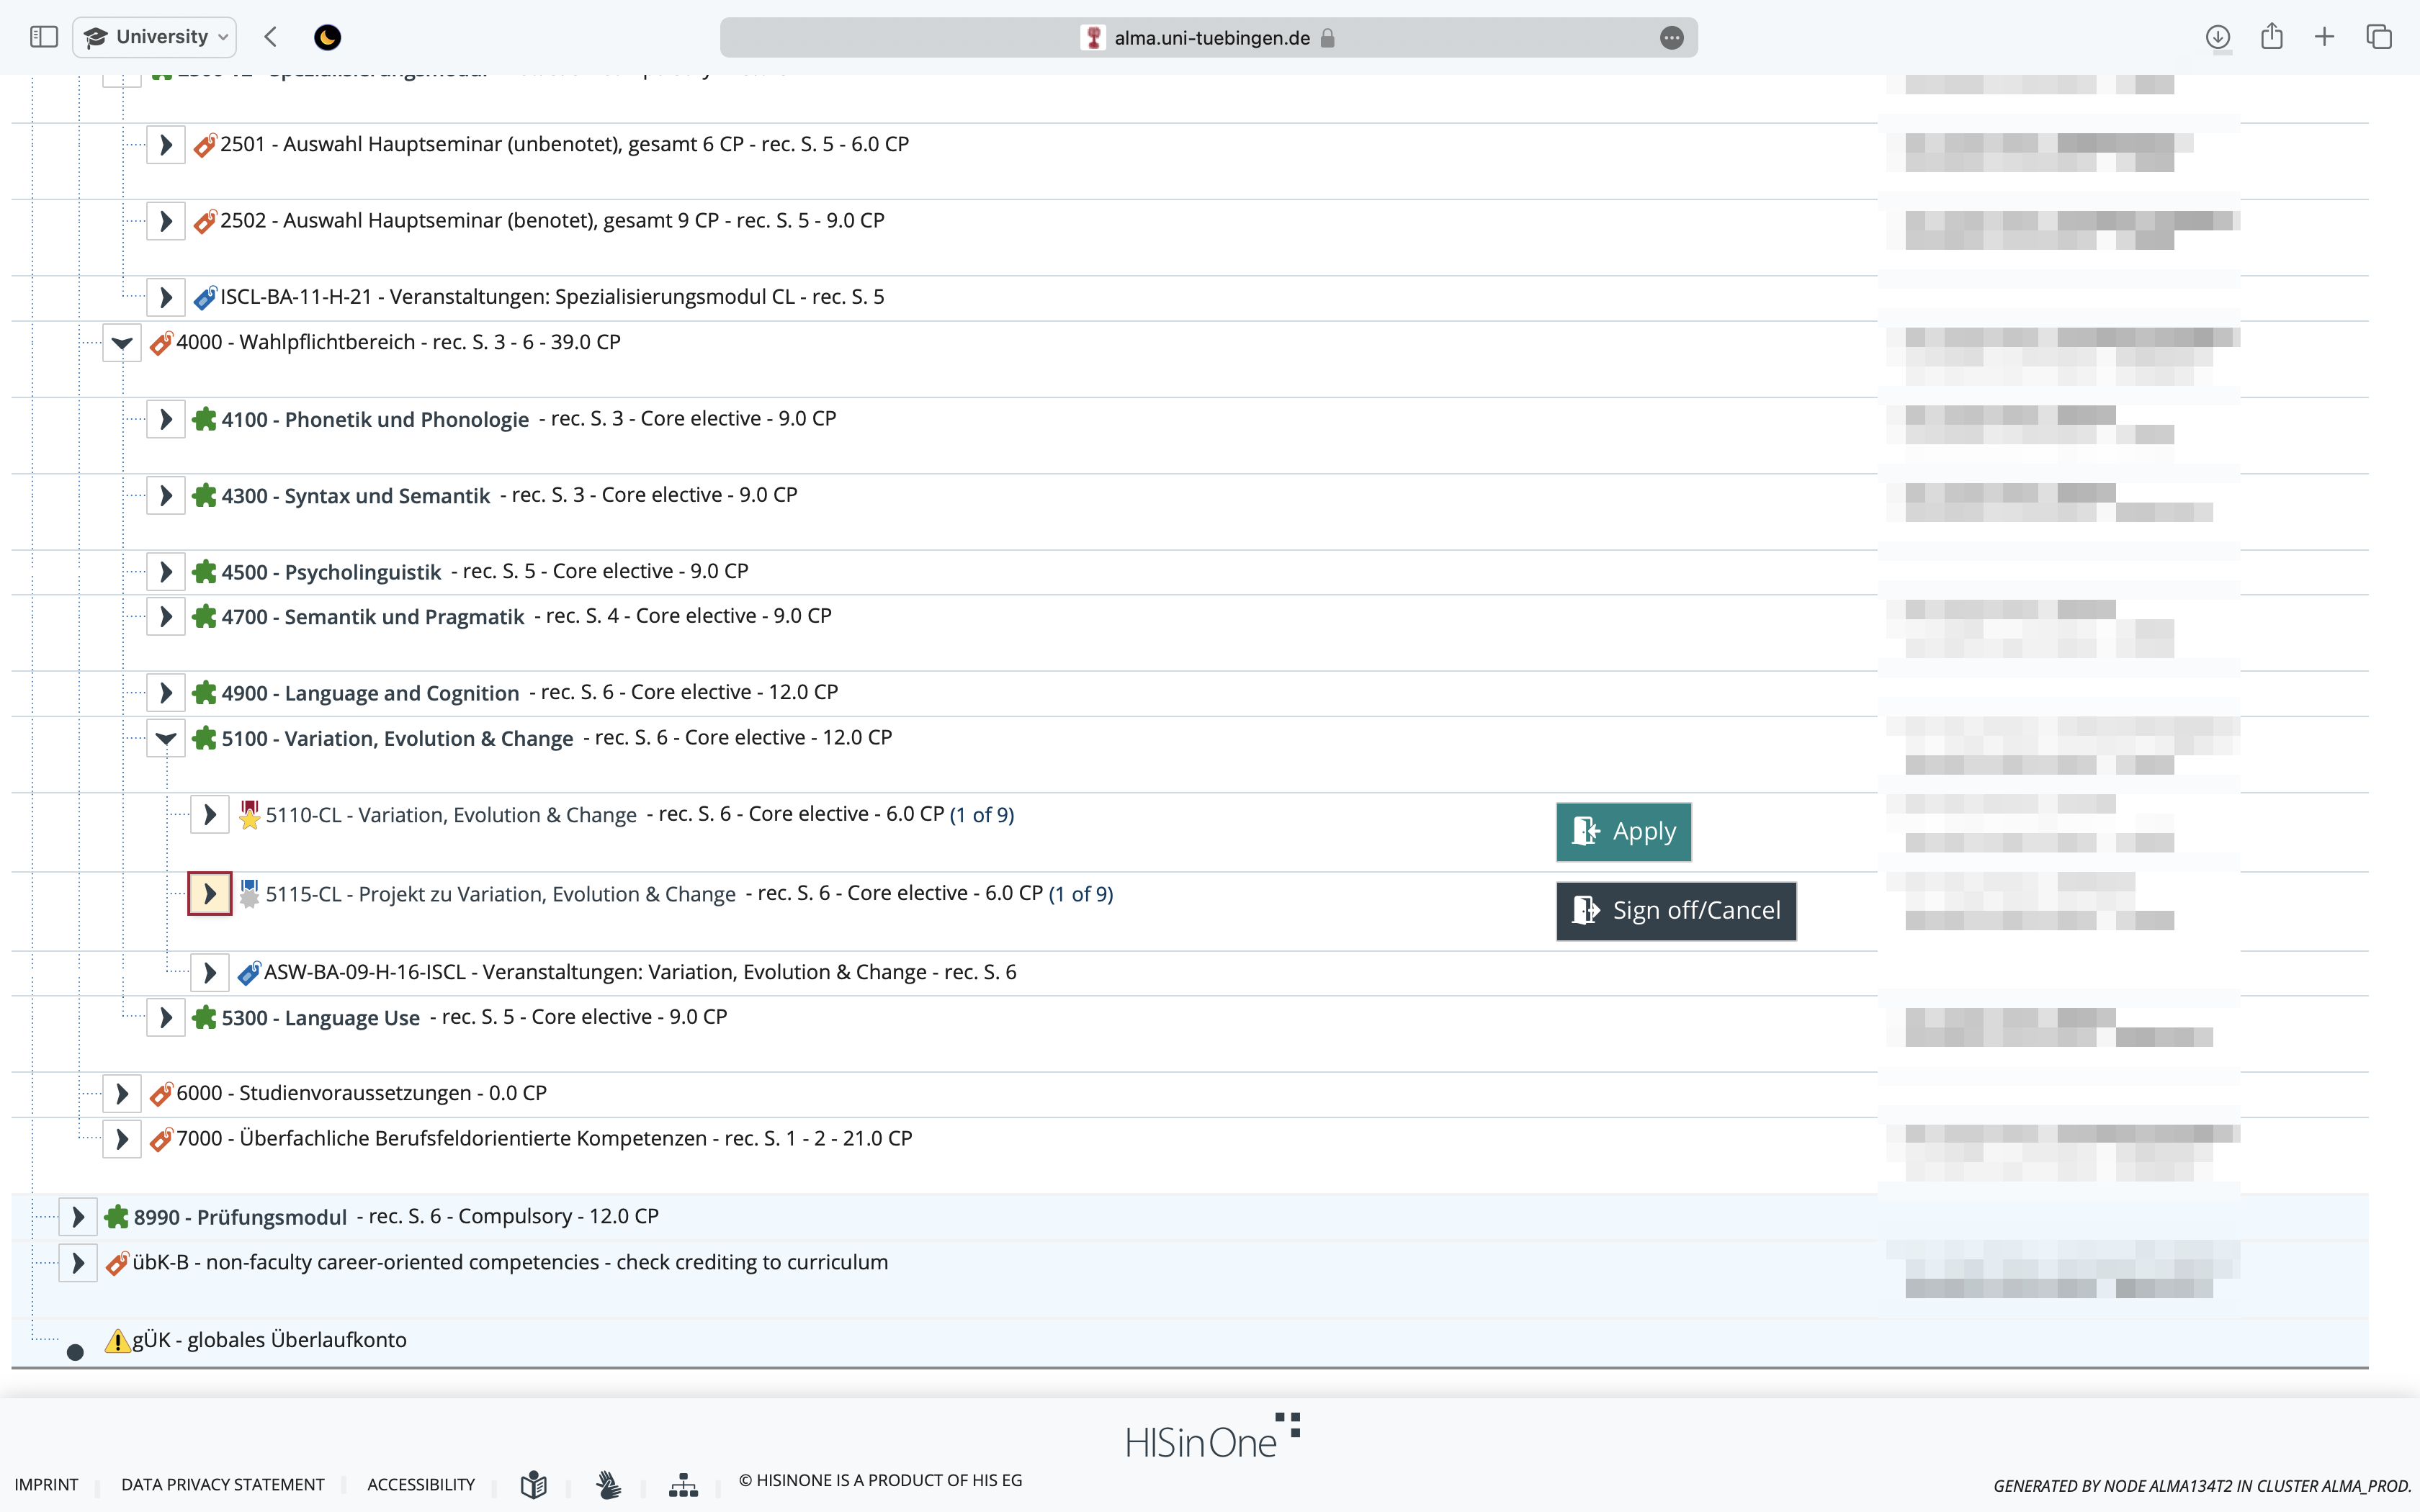 University
alma.uni-tuebingen.de
2501 - Auswahl Hauptseminar (unbenotet), gesamt 6 CP - rec. S. 5 - 6.0 CP
2502 - Auswahl Hauptseminar (benotet), gesamt 9 CP - rec. S. 5 - 9.0 CP
ISCL-BA-11-H-21 - Veranstaltungen: Spezialisierungsmodul CL - rec. S. 5
4000 - Wahlpflichtbereich - rec. S. 3 - 6 - 39.0 CP
4100 - Phonetik und Phonologie - rec. S. 3 - Core elective - 9.0 CP
4300 - Syntax und Semantik - rec. S. 3 - Core elective - 9.0 CP
4500 - Psycholinguistik - rec. S. 5 - Core elective - 9.0 CP
4700 - Semantik und Pragmatik - rec. S. 4 - Core elective - 9.0 CP
4900 - Language and Cognition - rec. S. 6 - Core elective - 12.0 CP
5100 - Variation, Evolution & Change - rec. S. 6 - Core elective - 12.0 CP
5110-CL - Variation, Evolution & Change - rec. S. 6 - Core elective - 6.0 CP (1 of 9) Apply
5115-CL - Projekt zu Variation, Evolution & Change - rec. S. 6 - Core elective - 6.0 CP (1 of 9) Sign off/Cancel
ASW-BA-09-H-16-ISCL - Veranstaltungen: Variation, Evolution & Change - rec. S. 6
5300 - Language Use - rec. S. 5 - Core elective - 9.0 CP
6000 - Studienvoraussetzungen - 0.0 CP
7000 - Überfachliche Berufsfeldorientierte Kompetenzen - rec. S. 1 - 2 - 21.0 CP
8990 - Prüfungsmodul - rec. S. 6 - Compulsory - 12.0 CP
übK-B - non-faculty career-oriented competencies - check crediting to curriculum
gÜK - globales Überlaufkonto
HISinOne
IMPRINT DATA PRIVACY STATEMENT ACCESSIBILITY © HISINONE IS A PRODUCT OF HIS EG GENERATED BY NODE ALMA134T2 IN CLUSTER ALMA_PROD.